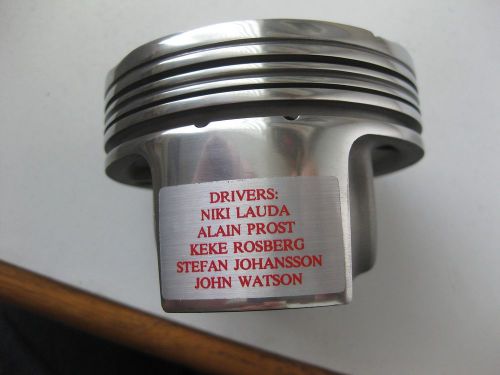 DRIVERS:
NIKI LAUDA
ALAIN PROST
KEKE ROSBERG
STEFAN JOHANSSON
JOHN WATSON